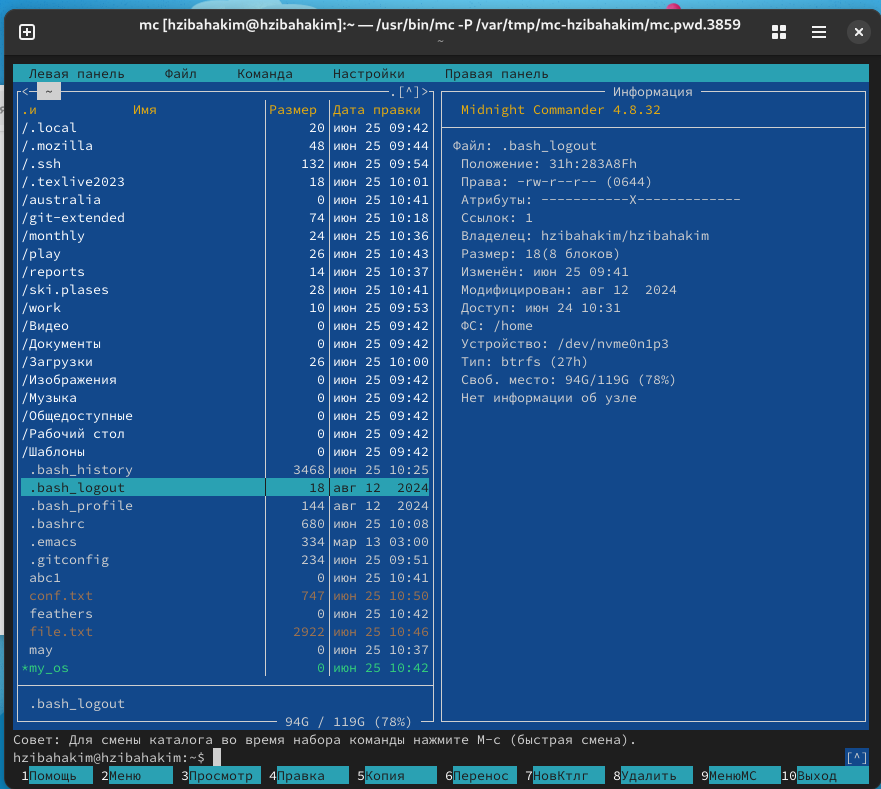 mc [hzibahakim@hzibahakim]:~ — /usr/bin/mc -P /var/tmp/mc-hzibahakim/mc.pwd.3859
~
Левая панель Файл Команда Настройки Правая панель
<─ ~ .[^]>
.и Имя Размер Дата правки
/.local 20 июн 25 09:42
/.mozilla 48 июн 25 09:44
/.ssh 132 июн 25 09:54
/.texlive2023 18 июн 25 10:01
/australia 0 июн 25 10:41
/git-extended 74 июн 25 10:18
/monthly 24 июн 25 10:36
/play 26 июн 25 10:43
/reports 14 июн 25 10:37
/ski.plases 28 июн 25 10:41
/work 10 июн 25 09:53
/Видео 0 июн 25 09:42
/Документы 0 июн 25 09:42
/Загрузки 26 июн 25 10:00
/Изображения 0 июн 25 09:42
/Музыка 0 июн 25 09:42
/Общедоступные 0 июн 25 09:42
/Рабочий стол 0 июн 25 09:42
/Шаблоны 0 июн 25 09:42
.bash_history 3468 июн 25 10:25
.bash_logout 18 авг 12 2024
.bash_profile 144 авг 12 2024
.bashrc 680 июн 25 10:08
.emacs 334 мар 13 03:00
.gitconfig 234 июн 25 09:51
abc1 0 июн 25 10:41
conf.txt 747 июн 25 10:50
feathers 0 июн 25 10:42
file.txt 2922 июн 25 10:46
may 0 июн 25 10:37
*my_os 0 июн 25 10:42
.bash_logout
94G / 119G (78%)
Информация
Midnight Commander 4.8.32
Файл: .bash_logout
Положение: 31h:283A8Fh
Права: -rw-r--r-- (0644)
Атрибуты: -----------X-------------
Ссылок: 1
Владелец: hzibahakim/hzibahakim
Размер: 18(8 блоков)
Изменён: июн 25 09:41
Модифицирован: авг 12 2024
Доступ: июн 24 10:31
ФС: /home
Устройство: /dev/nvme0n1p3
Тип: btrfs (27h)
Своб. место: 94G/119G (78%)
Нет информации об узле
Совет: Для смены каталога во время набора команды нажмите M-c (быстрая смена).
hzibahakim@hzibahakim:~$ [^]
1Помощь 2Меню 3Просмотр 4Правка 5Копия 6Перенос 7НовКтлг 8Удалить 9МенюМС 10Выход